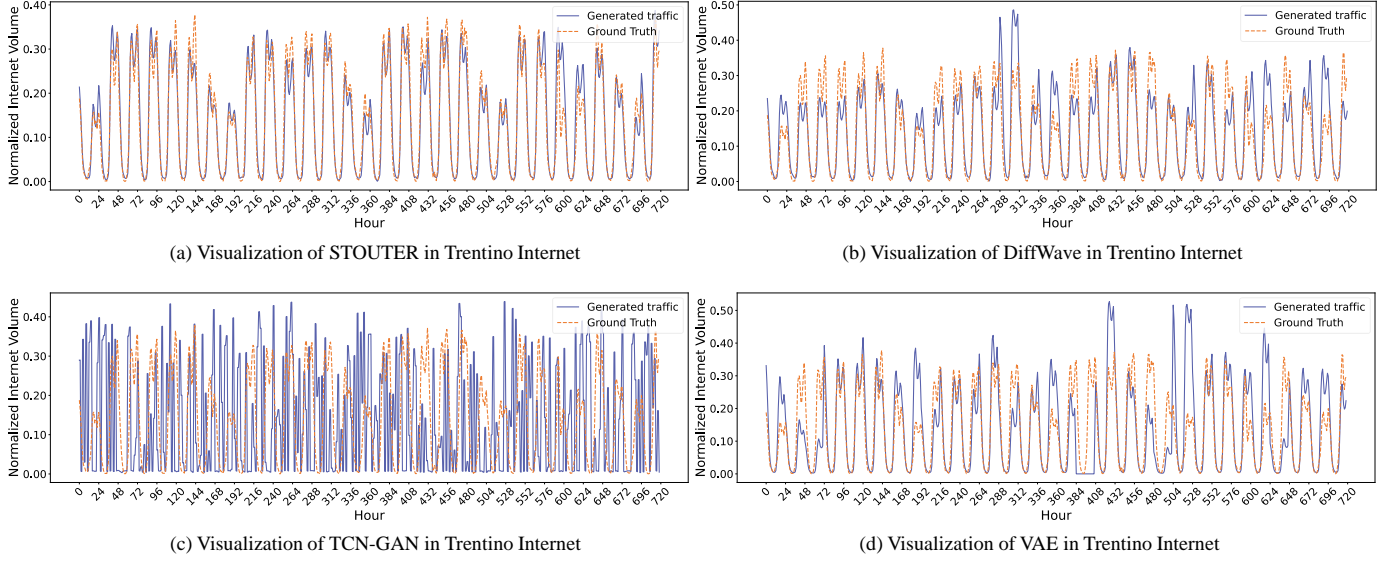 0.40
0.30
0.20
0.10
0.00
Normalized Internet Volume
Generated traffic
Ground Truth
0 24 48 72 96 120 144 168 192 216 240 264 288 312 336 360 384 408 432 456 480 504 528 552 576 600 624 648 672 696 720
Hour
(a) Visualization of STOUTER in Trentino Internet
0.50
0.40
0.30
0.20
0.10
0.00
Normalized Internet Volume
Generated traffic
Ground Truth
0 24 48 72 96 120 144 168 192 216 240 264 288 312 336 360 384 408 432 456 480 504 528 552 576 600 624 648 672 696 720
Hour
(b) Visualization of DiffWave in Trentino Internet
0.40
0.30
0.20
0.10
0.00
Normalized Internet Volume
Generated traffic
Ground Truth
0 24 48 72 96 120 144 168 192 216 240 264 288 312 336 360 384 408 432 456 480 504 528 552 576 600 624 648 672 696 720
Hour
(c) Visualization of TCN-GAN in Trentino Internet
0.50
0.40
0.30
0.20
0.10
0.00
Normalized Internet Volume
Generated traffic
Ground Truth
0 24 48 72 96 120 144 168 192 216 240 264 288 312 336 360 384 408 432 456 480 504 528 552 576 600 624 648 672 696 720
Hour
(d) Visualization of VAE in Trentino Internet